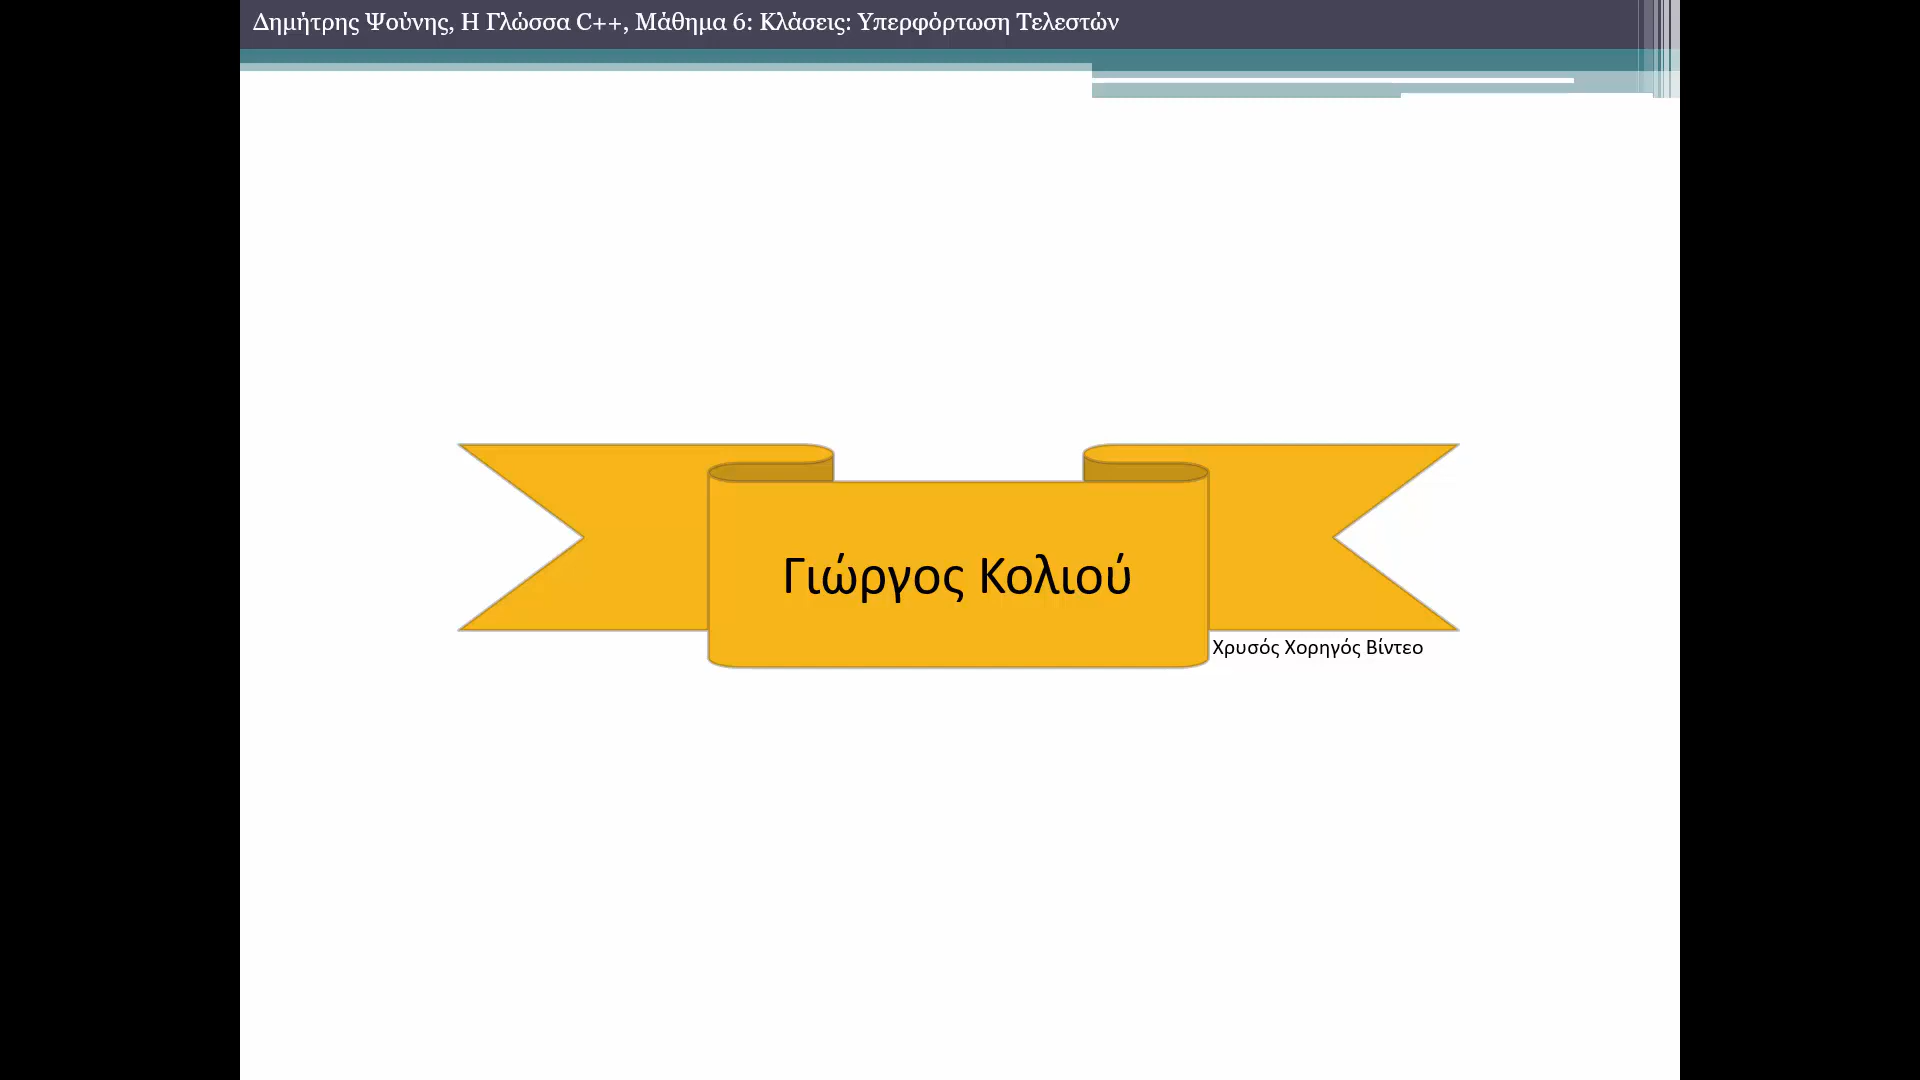 Δημήτρης Ψούνης, Η Γλώσσα C++, Μάθημα 6: Κλάσεις: Υπερφόρτωση Τελεστών
Γιώργος Κολιού
Χρυσός Χορηγός Βίντεο